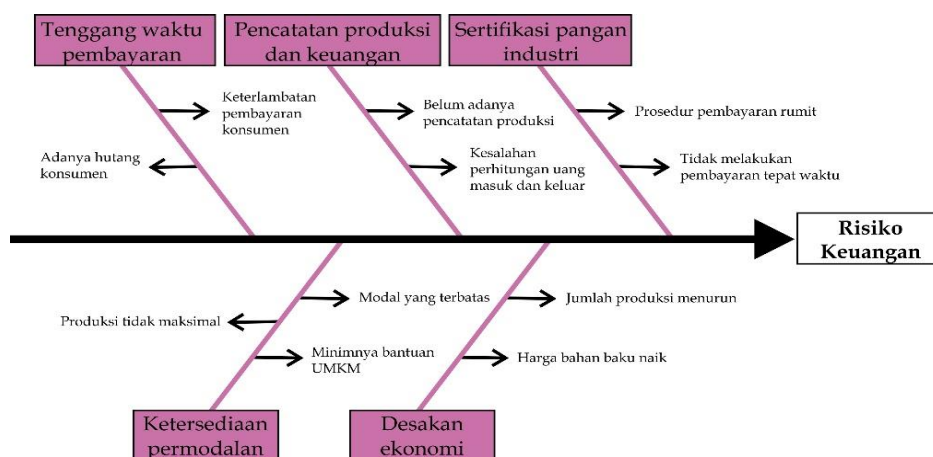 Tenggang waktu
pembayaran
Pencatatan produksi
dan keuangan
Sertifikasi pangan
industri
Keterlambatan
pembayaran
konsumen
Adanya hutang
konsumen
Belum adanya
pencatatan produksi
Kesalahan
perhitungan uang
masuk dan keluar
Prosedur pembayaran rumit
Tidak melakukan
pembayaran tepat waktu
Risiko
Keuangan
Modal yang terbatas
Produksi tidak maksimal
Minimnya bantuan
UMKM
Jumlah produksi menurun
Harga bahan baku naik
Ketersediaan
permodalan
Desakan
ekonomi